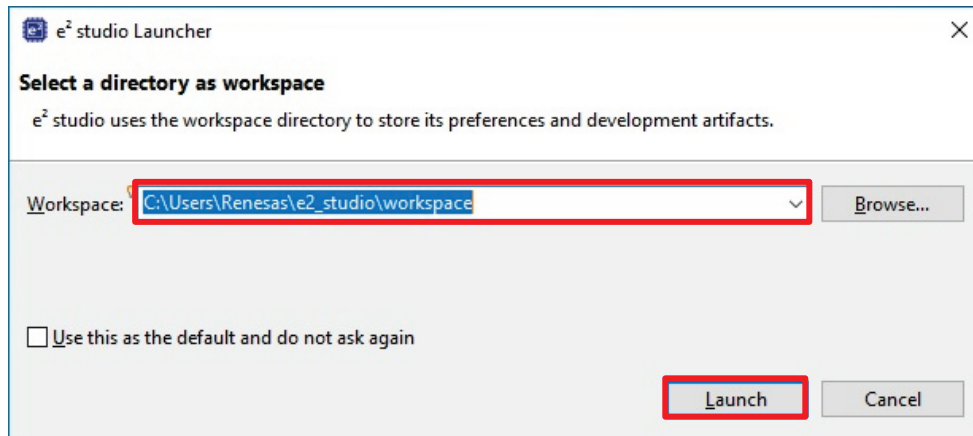 e² studio Launcher
Select a directory as workspace
e² studio uses the workspace directory to store its preferences and development artifacts.
Workspace: C:\Users\Renesas\e2_studio\workspace Browse...
Use this as the default and do not ask again
Launch Cancel